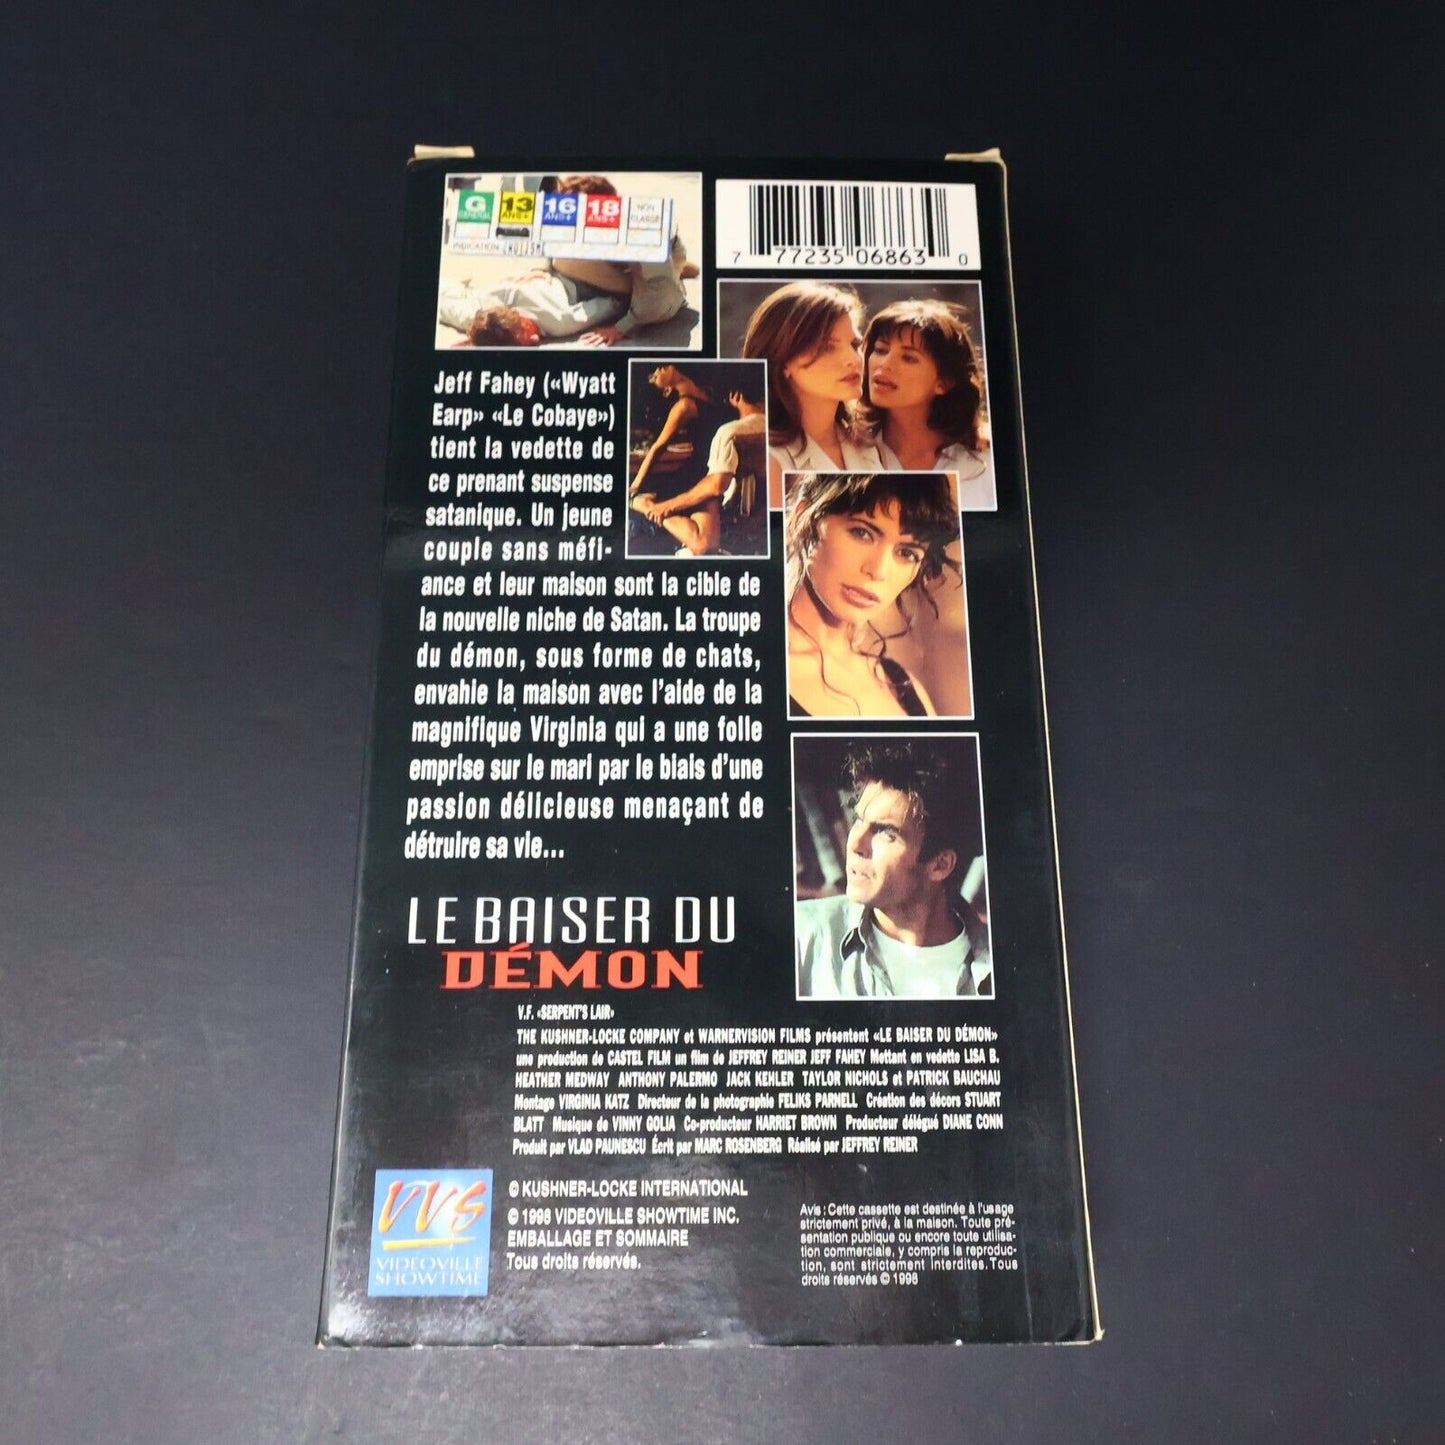 G 13 16 18 NON
GÉNÉRAL ANS+ ANS+ ANS+ CLASSÉ
INDICATION
7 77235 06863 0
Jeff Fahey («Wyatt
Earp» «Le Cobaye»)
tient la vedette de
ce prenant suspense
satanique. Un jeune
couple sans méfi-
ance et leur maison sont la cible de
la nouvelle niche de Satan. La troupe
du démon, sous forme de chats,
envahie la maison avec l'aide de la
magnifique Virginia qui a une folle
emprise sur le mari par le biais d'une
passion délicieuse menaçant de
détruire sa vie...
LE BAISER DU
DÉMON
V.F. «SERPENT'S LAIR»
THE KUSHNER-LOCKE COMPANY et WARNERVISION FILMS présentent «LE BAISER DU DÉMON»
une production de CASTEL FILM un film de JEFFREY REINER JEFF FAHEY Mettant en vedette LISA B.
HEATHER MEDWAY ANTHONY PALERMO JACK KEHLER TAYLOR NICHOLS et PATRICK BAUCHAU
Montage VIRGINIA KATZ Directeur de la photographie FELIKS PARNELL Création des décors STUART
BLATT Musique de VINNY GOLIA Co-producteur HARRIET BROWN Producteur délégué DIANE CONN
Produit par VLAD PAUNESCU Écrit par MARC ROSENBERG Réalisé par JEFFREY REINER
VVS
VIDEOVILLE
SHOWTIME
© KUSHNER-LOCKE INTERNATIONAL
© 1998 VIDEOVILLE SHOWTIME INC.
EMBALLAGE ET SOMMAIRE
Tous droits réservés.
Avis : Cette cassette est destinée à l'usage
strictement privé, à la maison. Toute pré-
sentation publique ou encore toute utilisa-
tion commerciale, y compris la reproduc-
tion, sont strictement interdites. Tous
droits réservés © 1998